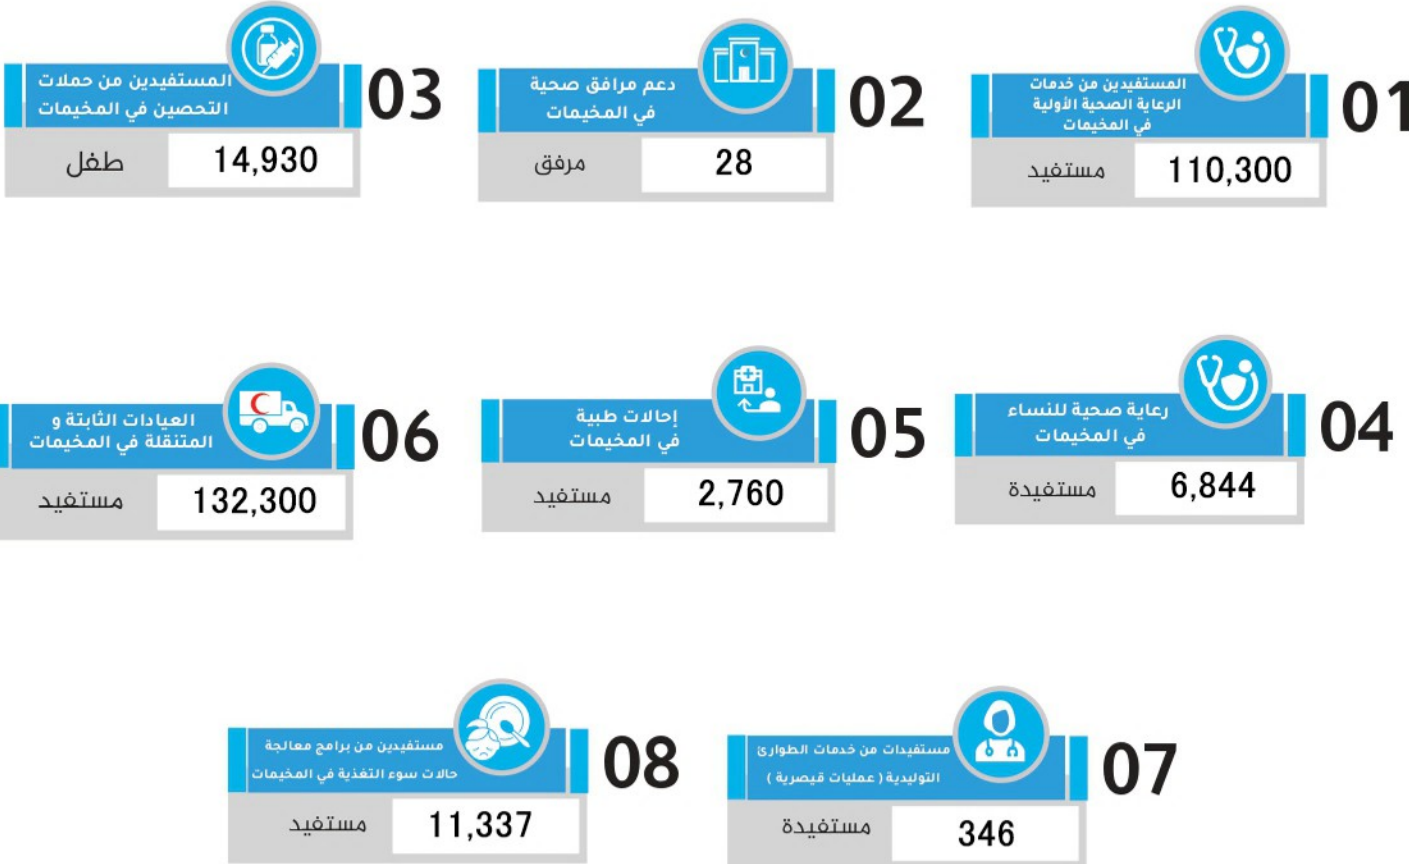 01
المستفيدين من خدمات
الرعاية الصحية الأولية
في المخيمات
110,300
مستفيد
02
دعم مرافق صحية
في المخيمات
28
مرفق
03
المستفيدين من حملات
التحصين في المخيمات
14,930
طفل
04
رعاية صحية للنساء
في المخيمات
6,844
مستفيدة
05
إحالات طبية
في المخيمات
2,760
مستفيد
06
العيادات الثابتة و
المتنقلة في المخيمات
132,300
مستفيد
07
مستفيدات من خدمات الطوارئ
التوليدية ( عمليات قيصرية )
346
مستفيدة
08
مستفيدين من برامج معالجة
حالات سوء التغذية في المخيمات
11,337
مستفيد